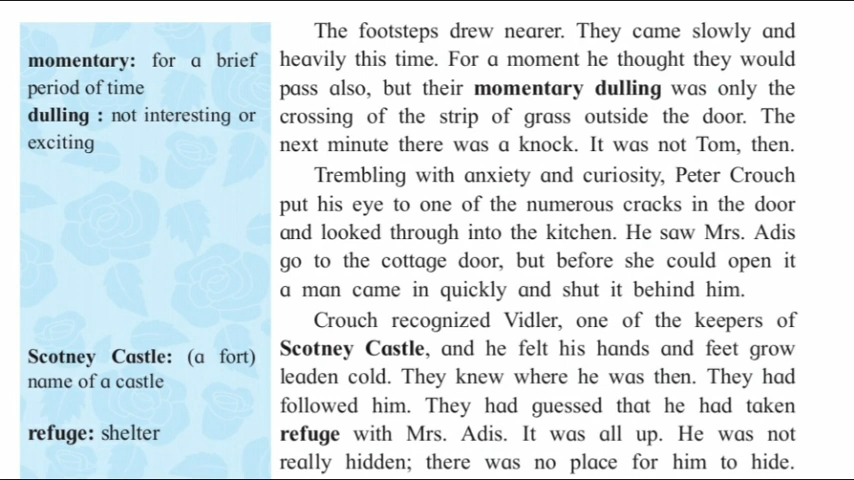 momentary: for a brief
period of time
dulling : not interesting or
exciting
Scotney Castle: (a fort)
name of a castle
refuge: shelter
The footsteps drew nearer. They came slowly and
heavily this time. For a moment he thought they would
pass also, but their momentary dulling was only the
crossing of the strip of grass outside the door. The
next minute there was a knock. It was not Tom, then.
Trembling with anxiety and curiosity, Peter Crouch
put his eye to one of the numerous cracks in the door
and looked through into the kitchen. He saw Mrs. Adis
go to the cottage door, but before she could open it
a man came in quickly and shut it behind him.
Crouch recognized Vidler, one of the keepers of
Scotney Castle, and he felt his hands and feet grow
leaden cold. They knew where he was then. They had
followed him. They had guessed that he had taken
refuge with Mrs. Adis. It was all up. He was not
really hidden; there was no place for him to hide.